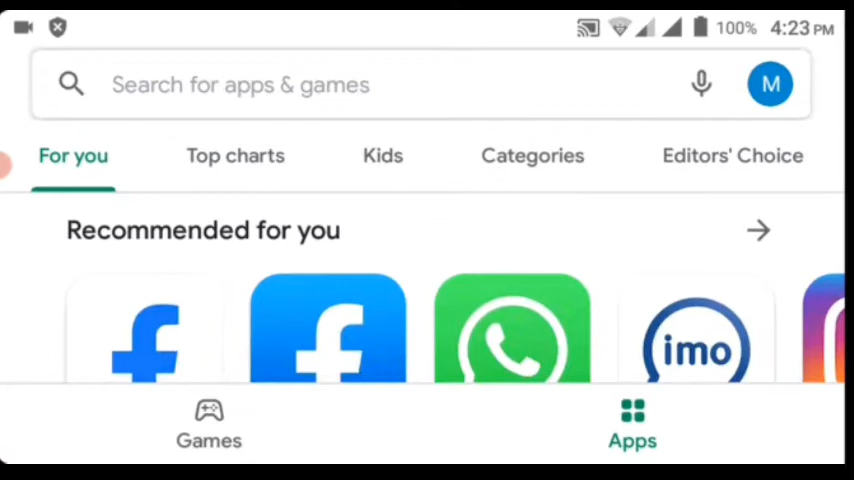 100% 4:23 PM
Search for apps & games M
For you Top charts Kids Categories Editors' Choice
Recommended for you
f f imo
Games Apps